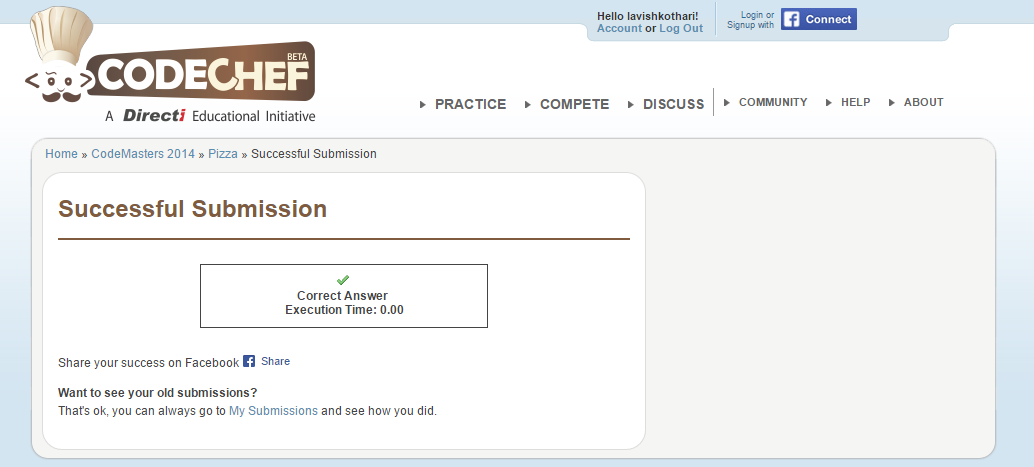 Hello lavishkothari!
Account or Log Out
Login or
Signup with
Connect
CODECHEF
BETA
A Directi Educational Initiative
PRACTICE
COMPETE
DISCUSS
COMMUNITY
HELP
ABOUT
Home » CodeMasters 2014 » Pizza » Successful Submission
Successful Submission
Correct Answer
Execution Time: 0.00
Share your success on Facebook Share
Want to see your old submissions?
That's ok, you can always go to My Submissions and see how you did.